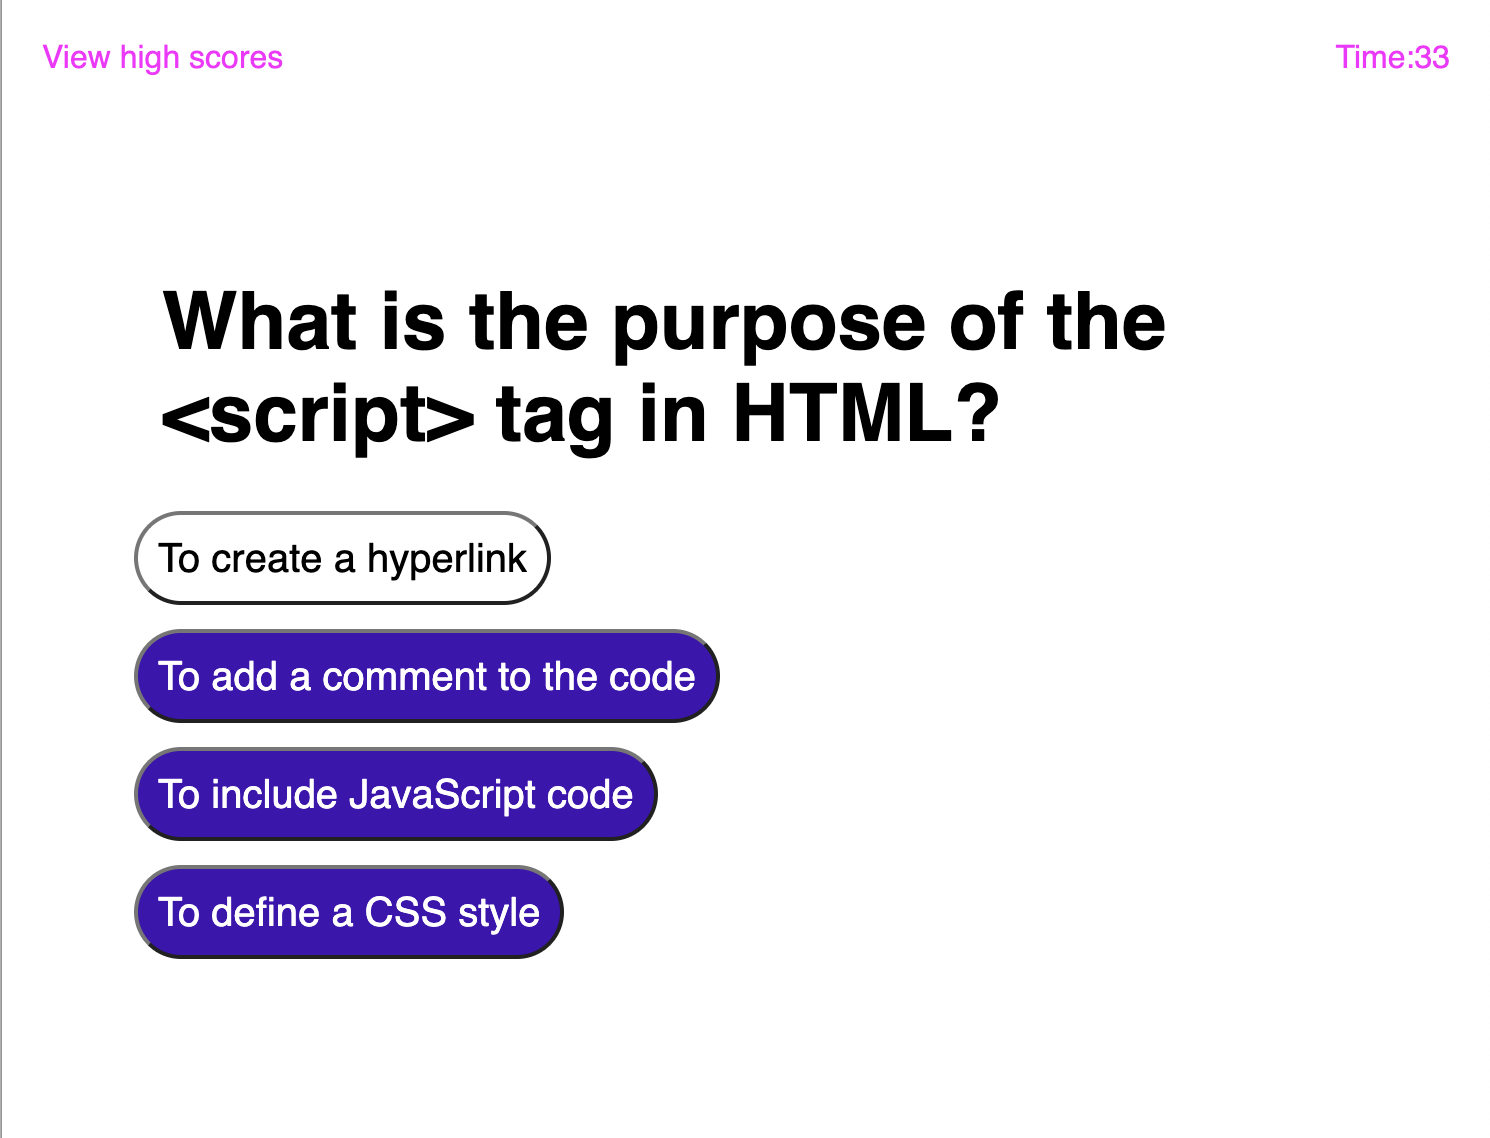 View high scores
Time:33
What is the purpose of the
<script> tag in HTML?
To create a hyperlink
To add a comment to the code
To include JavaScript code
To define a CSS style